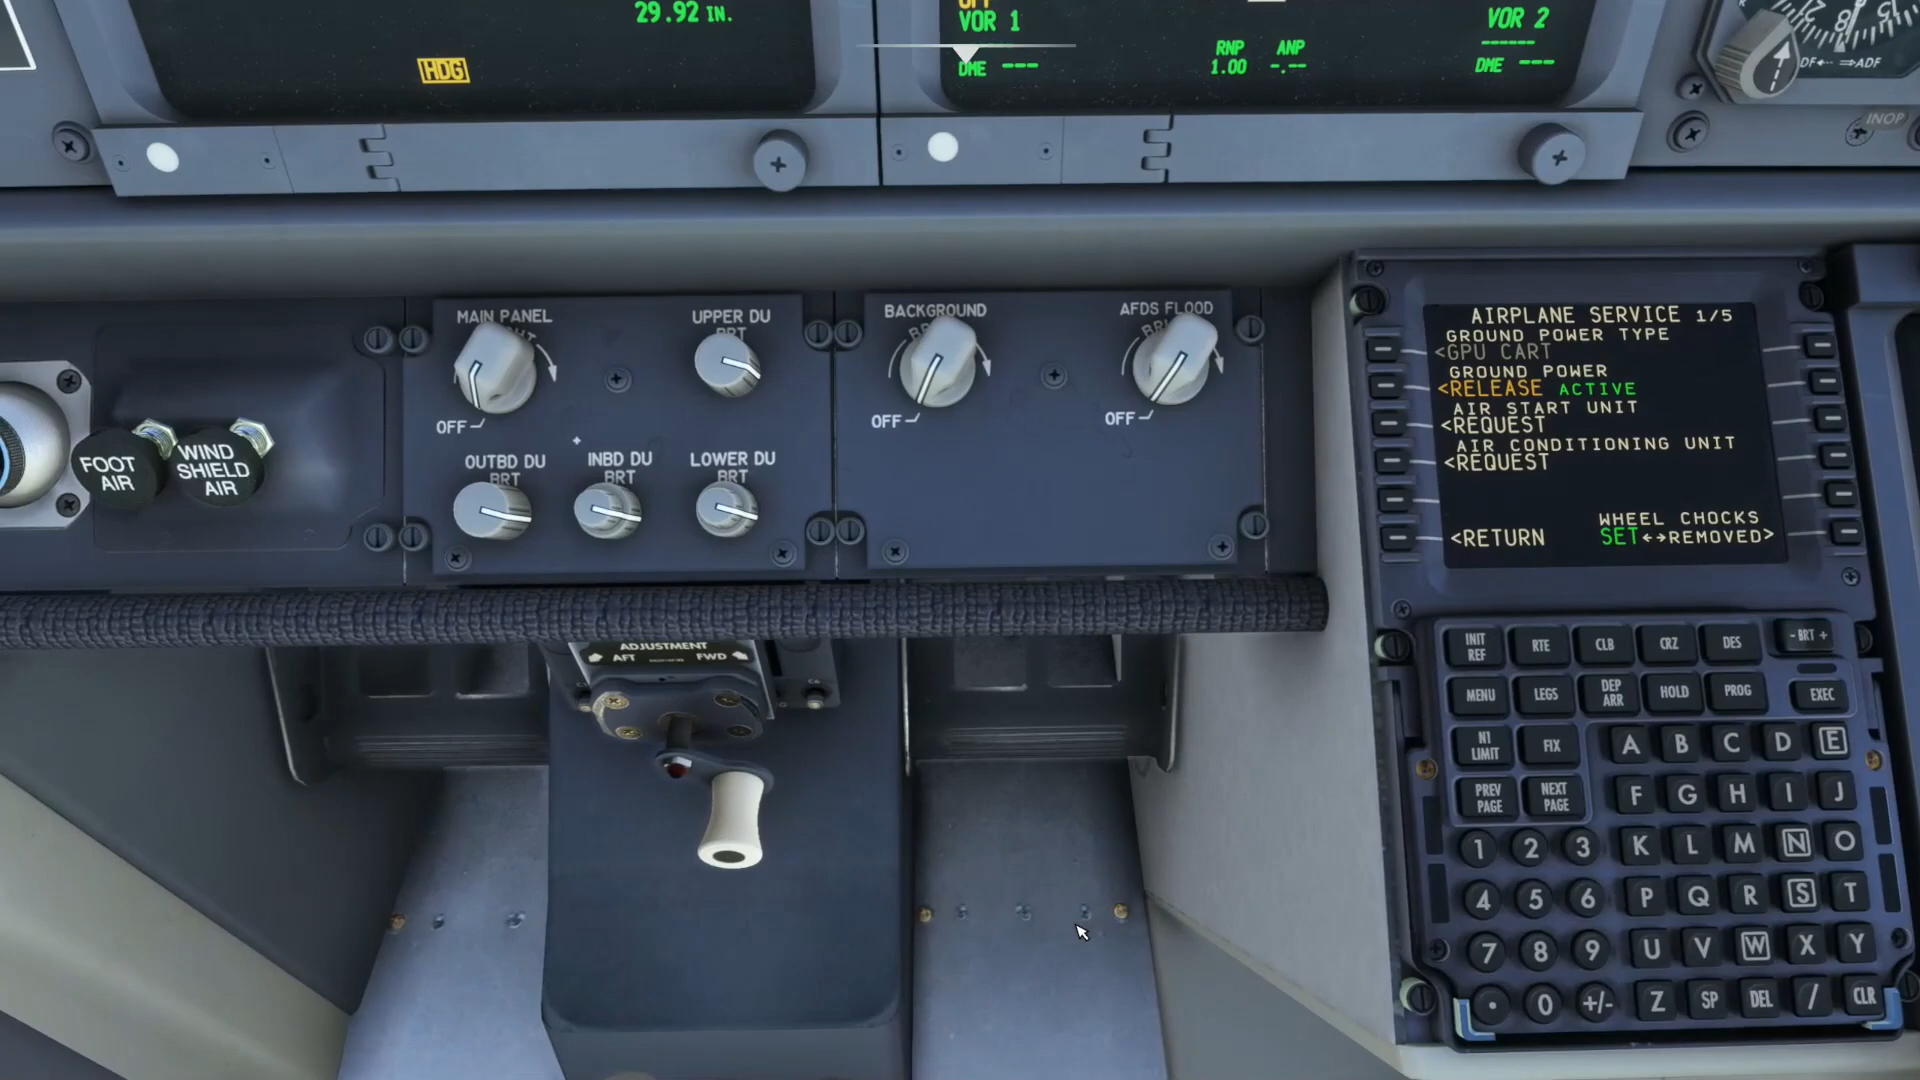 29.92 IN.
HDG
VOR 1
VOR 2
RNP ANP
1.00 -.--
DME ---
DME ---
INOP
MAIN PANEL
OFF
UPPER DU
BRT
BACKGROUND
OFF
AFDS FLOOD
OFF
OUTBD DU
BRT
INBD DU
BRT
LOWER DU
BRT
FOOT
AIR
WIND
SHIELD
AIR
ADJUSTMENT
AFT FWD
AIRPLANE SERVICE 1/5
GROUND POWER TYPE
<GPU CART
GROUND POWER
<RELEASE ACTIVE
AIR START UNIT
<REQUEST
AIR CONDITIONING UNIT
<REQUEST
WHEEL CHOCKS
<RETURN SET↔REMOVED>
INIT
REF
RTE
CLB
CRZ
DES
- BRT +
MENU
LEGS
DEP
ARR
HOLD
PROG
EXEC
N1
LIMIT
FIX
A B C D E
PREV
PAGE
NEXT
PAGE
F G H I J
1 2 3 K L M N O
4 5 6 P Q R S T
7 8 9 U V W X Y
. 0 +/- Z SP DEL / CLR